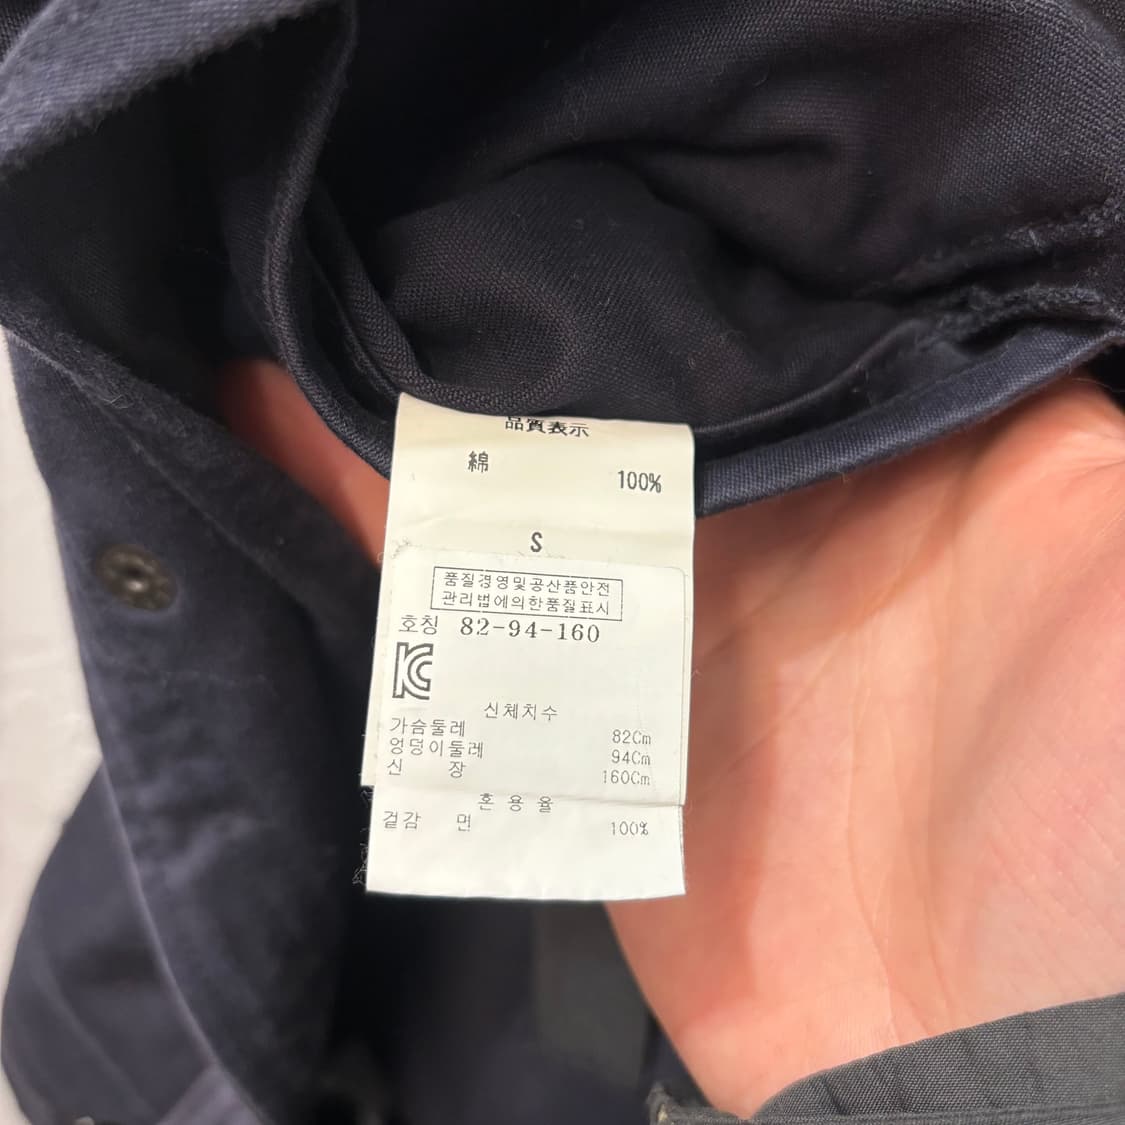 品質表示
綿 100%
S
품질경영및공산품안전
관리법에의한품질표시
호칭 82-94-160
신체치수
가슴둘레 82Cm
엉덩이둘레 94Cm
신 장 160Cm
혼 용 율
겉감 면 100%